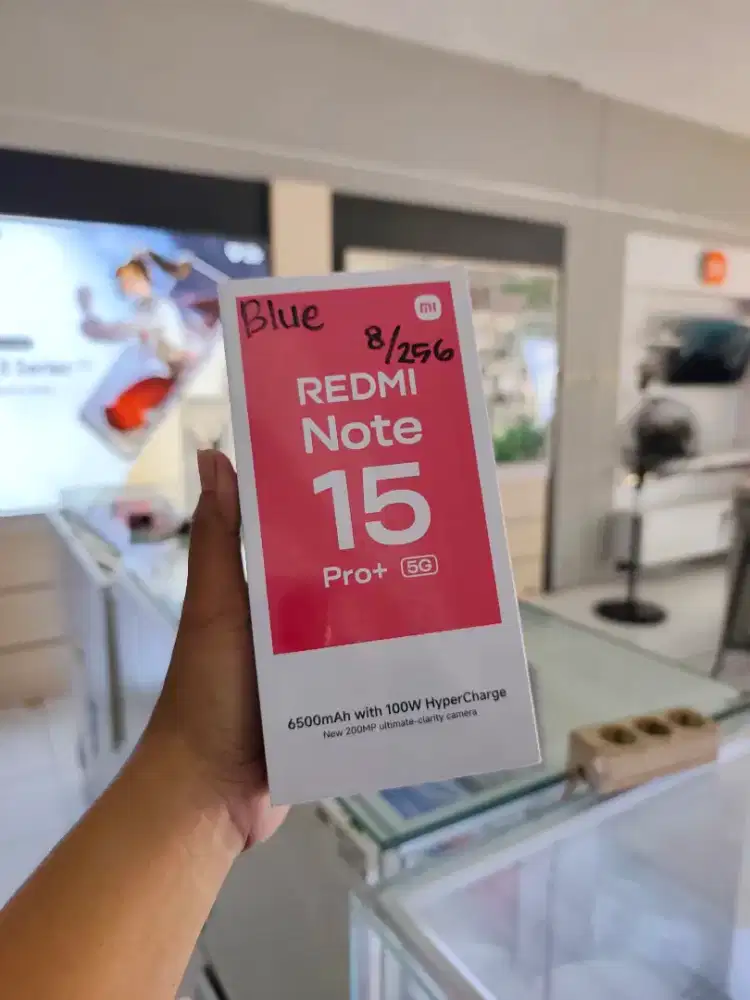 Blue
mi
8/256
REDMI
Note
15
Pro+ 5G
6500mAh with 100W HyperCharge
New 200MP ultimate-clarity camera